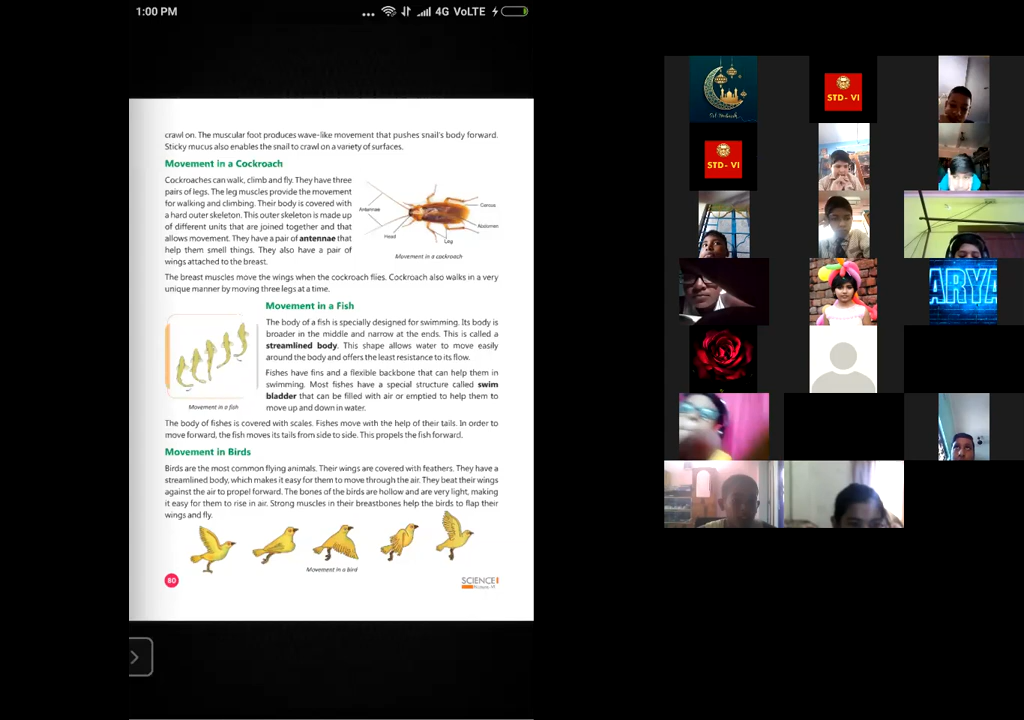 1:00 PM
4G VoLTE
crawl on. The muscular foot produces wave-like movement that pushes snail's body forward.
Sticky mucus also enables the snail to crawl on a variety of surfaces.
Movement in a Cockroach
Cockroaches can walk, climb and fly. They have three
pairs of legs. The leg muscles provide the movement
for walking and climbing. Their body is covered with
a hard outer skeleton. This outer skeleton is made up
of different units that are joined together and that
allows movement. They have a pair of antennae that
help them smell things. They also have a pair of
wings attached to the breast.
Antennae
Head
Leg
Abdomen
Cercus
Movement in a cockroach
The breast muscles move the wings when the cockroach flies. Cockroach also walks in a very
unique manner by moving three legs at a time.
Movement in a Fish
The body of a fish is specially designed for swimming. Its body is
broader in the middle and narrow at the ends. This is called a
streamlined body. This shape allows water to move easily
around the body and offers the least resistance to its flow.
Fishes have fins and a flexible backbone that can help them in
swimming. Most fishes have a special structure called swim
bladder that can be filled with air or emptied to help them to
move up and down in water.
Movement in a fish
The body of fishes is covered with scales. Fishes move with the help of their tails. In order to
move forward, the fish moves its tails from side to side. This propels the fish forward.
Movement in Birds
Birds are the most common flying animals. Their wings are covered with feathers. They have a
streamlined body, which makes it easy for them to move through the air. They beat their wings
against the air to propel forward. The bones of the birds are hollow and are very light, making
it easy for them to rise in air. Strong muscles in their breastbones help the birds to flap their
wings and fly.
Movement in a bird
80
SCIENCE
STD- VI
STD- VI
ARYA